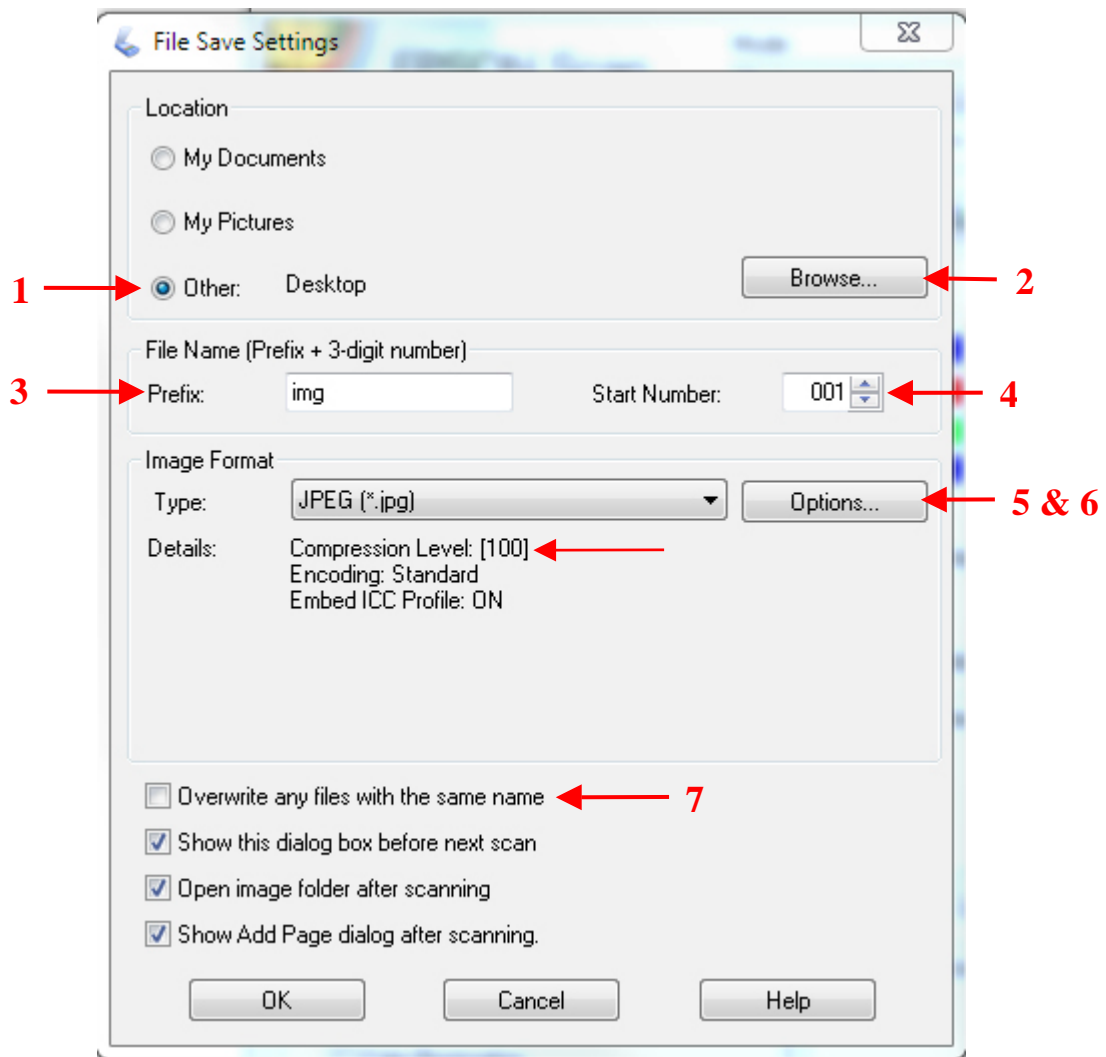 File Save Settings
Location
My Documents
My Pictures
1 Other: Desktop Browse... 2
File Name (Prefix + 3-digit number)
3 Prefix: img Start Number: 001 4
Image Format
Type: JPEG (*.jpg) Options... 5 & 6
Details: Compression Level: [100]
Encoding: Standard
Embed ICC Profile: ON
Overwrite any files with the same name 7
Show this dialog box before next scan
Open image folder after scanning
Show Add Page dialog after scanning.
OK Cancel Help